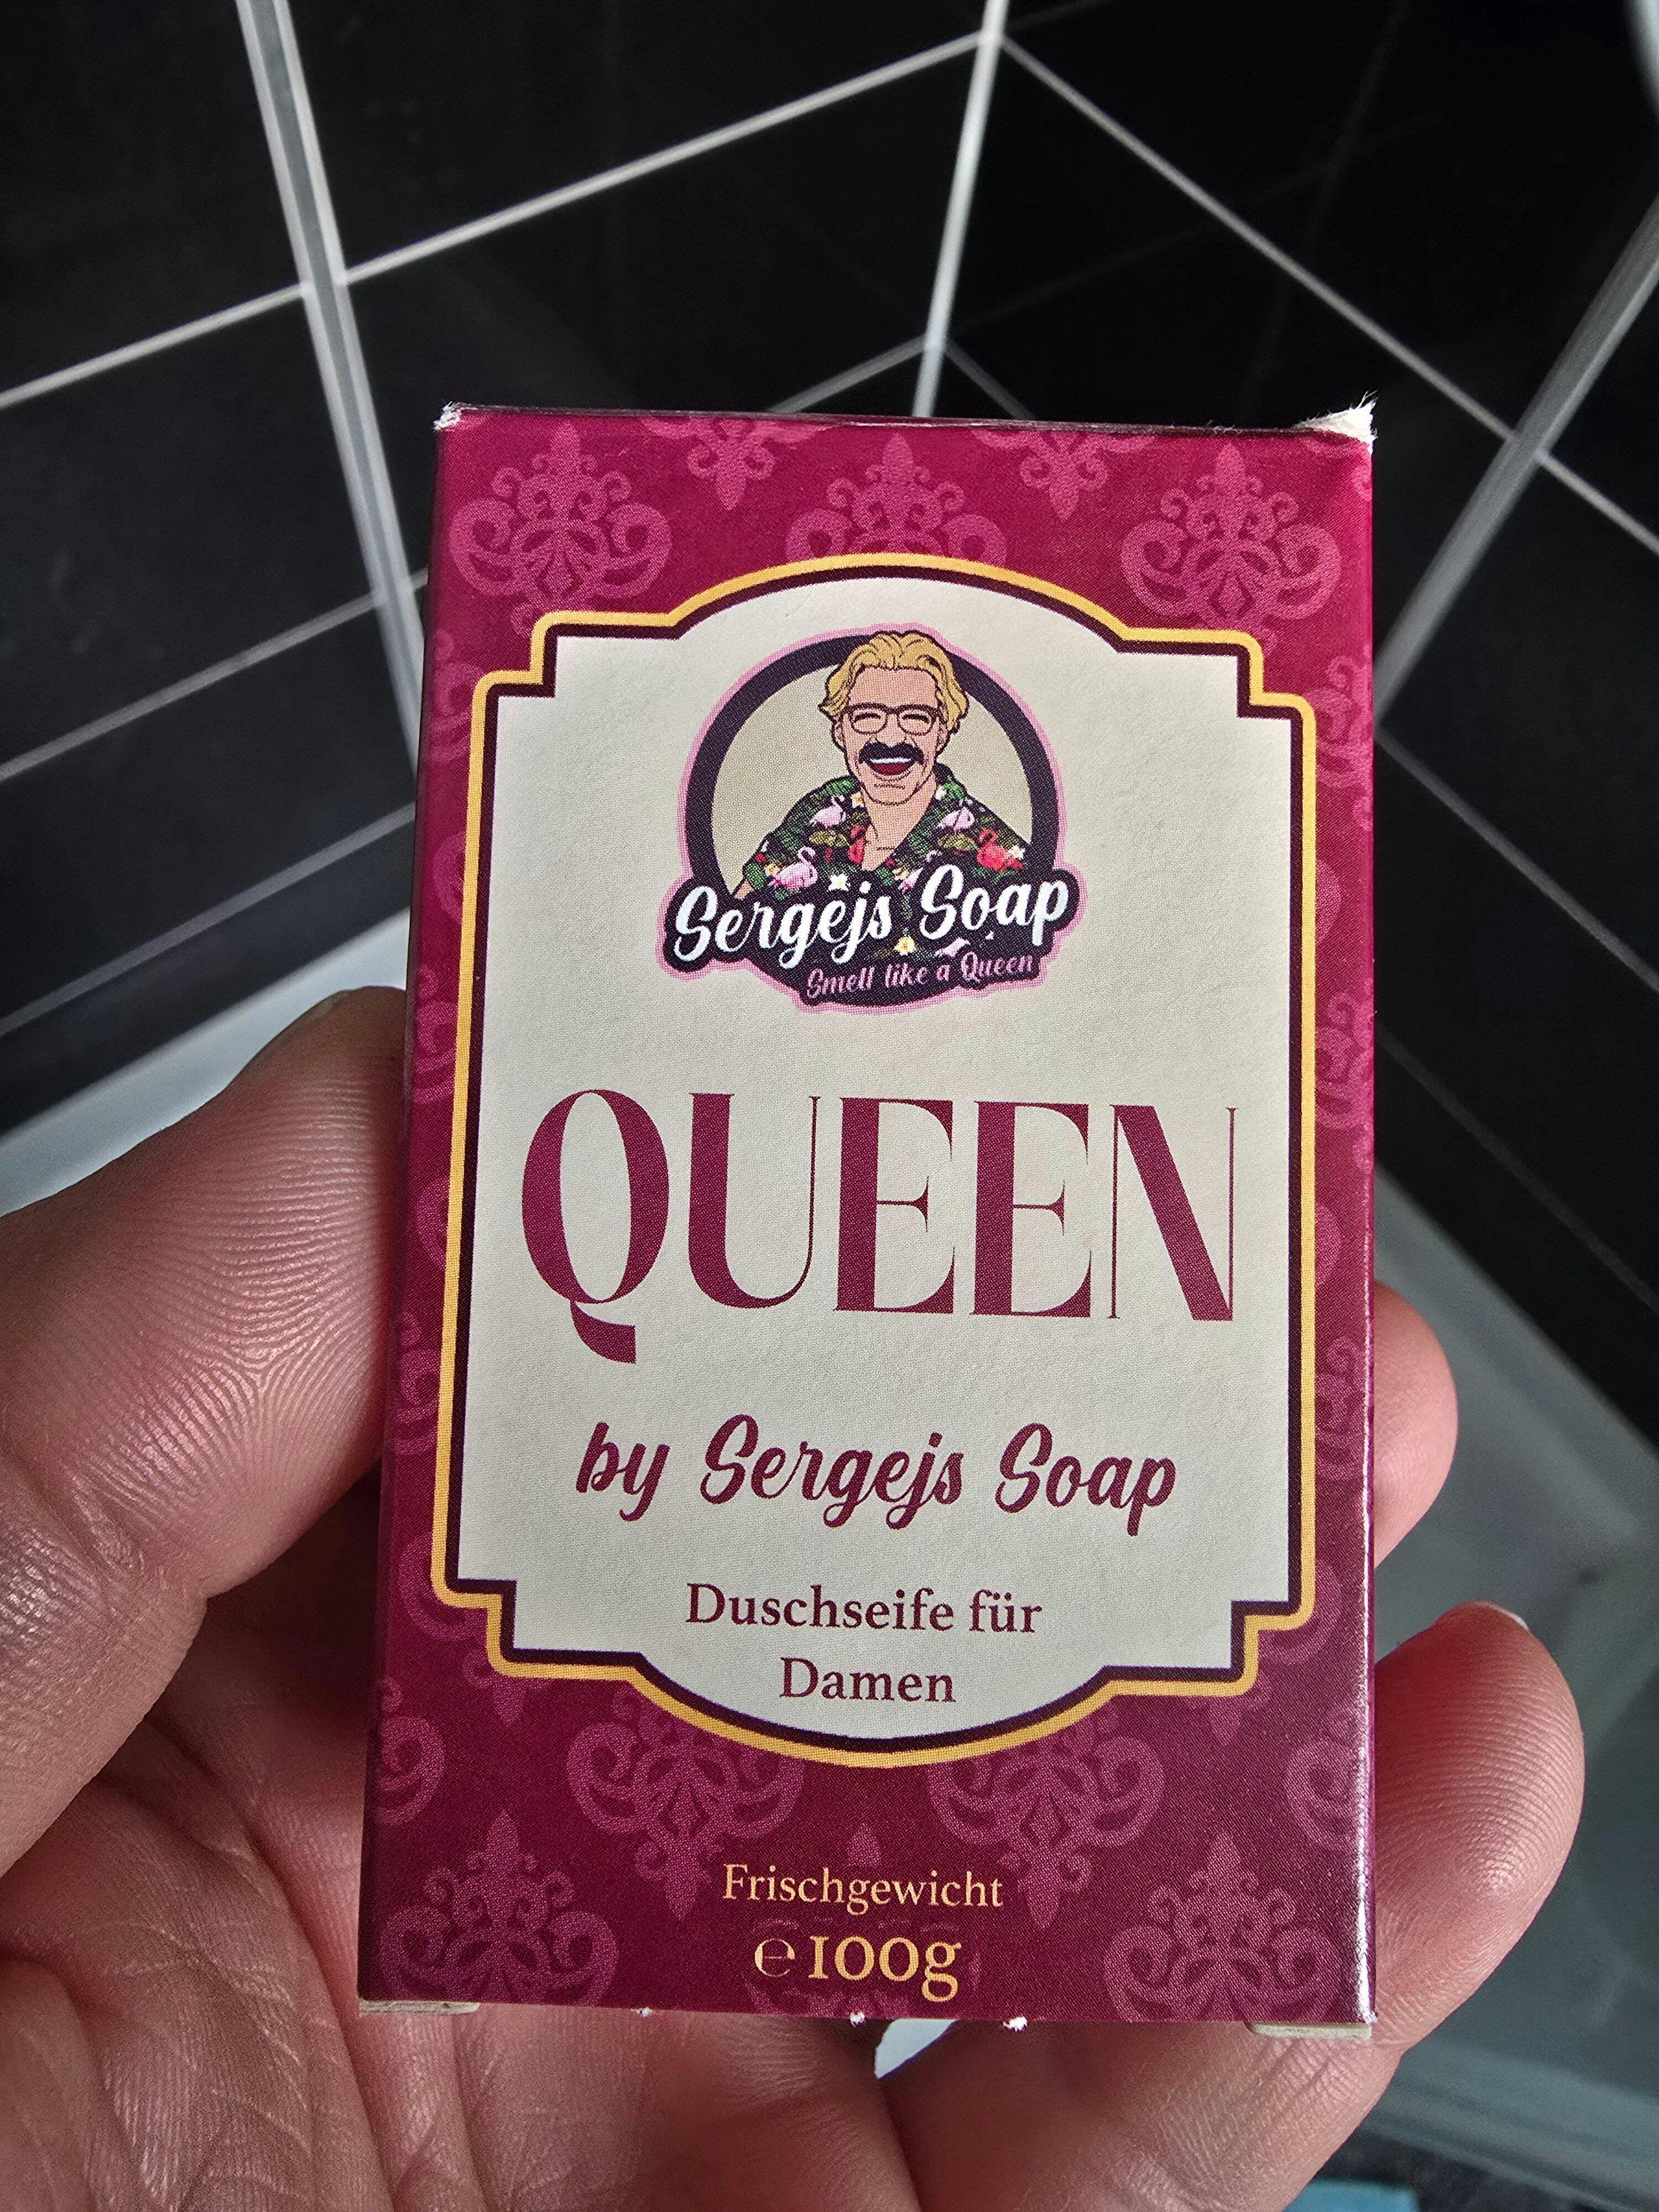 Sergejs Soap
Smell like a Queen
QUEEN
by Sergejs Soap
Duschseife für
Damen
Frischgewicht
℮100g